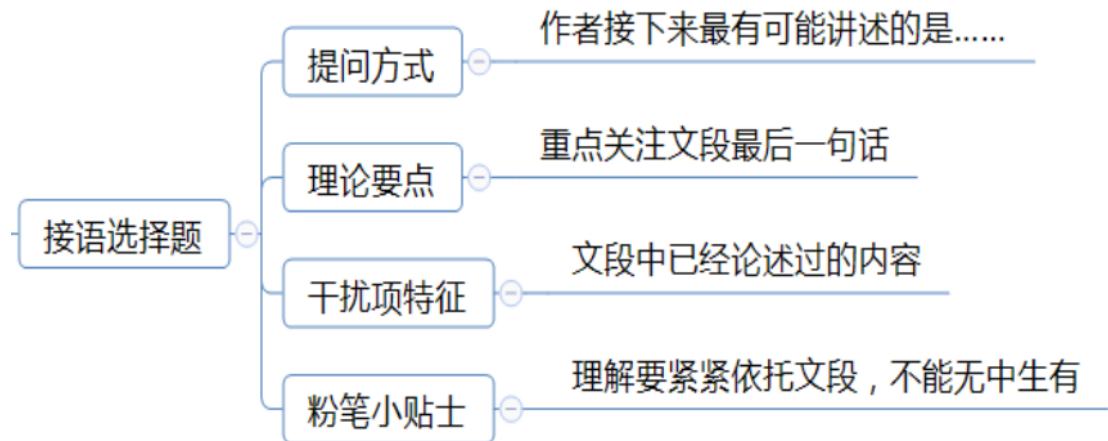 接语选择题
提问方式
作者接下来最有可能讲述的是……
理论要点
重点关注文段最后一句话
干扰项特征
文段中已经论述过的内容
粉笔小贴士
理解要紧紧依托文段，不能无中生有